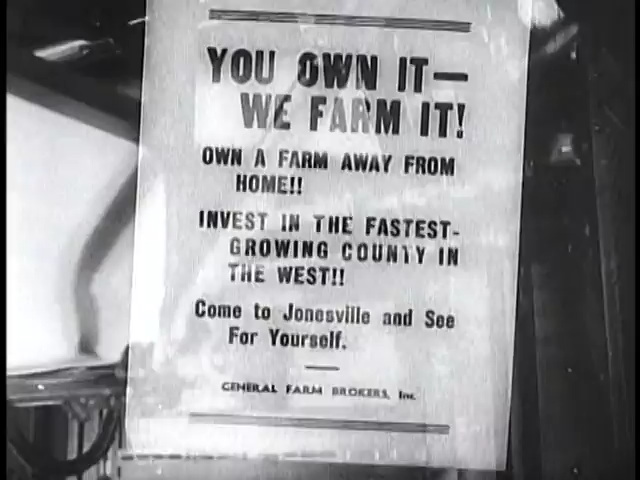 YOU OWN IT—
WE FARM IT!
OWN A FARM AWAY FROM
HOME!!
INVEST IN THE FASTEST-
GROWING COUNTY IN
THE WEST!!
Come to Jonesville and See
For Yourself.
GENERAL FARM BROKERS, Inc.